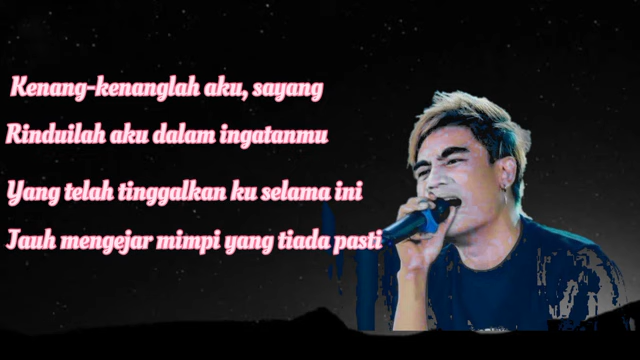 Kenang-kenanglah aku, sayang
Rinduilah aku dalam ingatanmu
Yang telah tinggalkan ku selama ini
Jauh mengejar mimpi yang tiada pasti